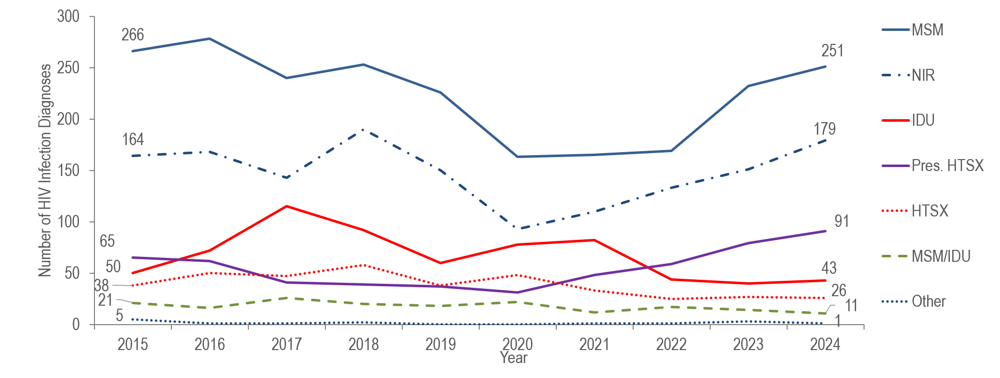 300
250
200
150
100
50
0
Number of HIV Infection Diagnoses
266
164
65
50
38
21
5
251
179
91
43
26
11
1
2015 2016 2017 2018 2019 2020 2021 2022 2023 2024
Year
MSM
NIR
IDU
Pres. HTSX
HTSX
MSM/IDU
Other